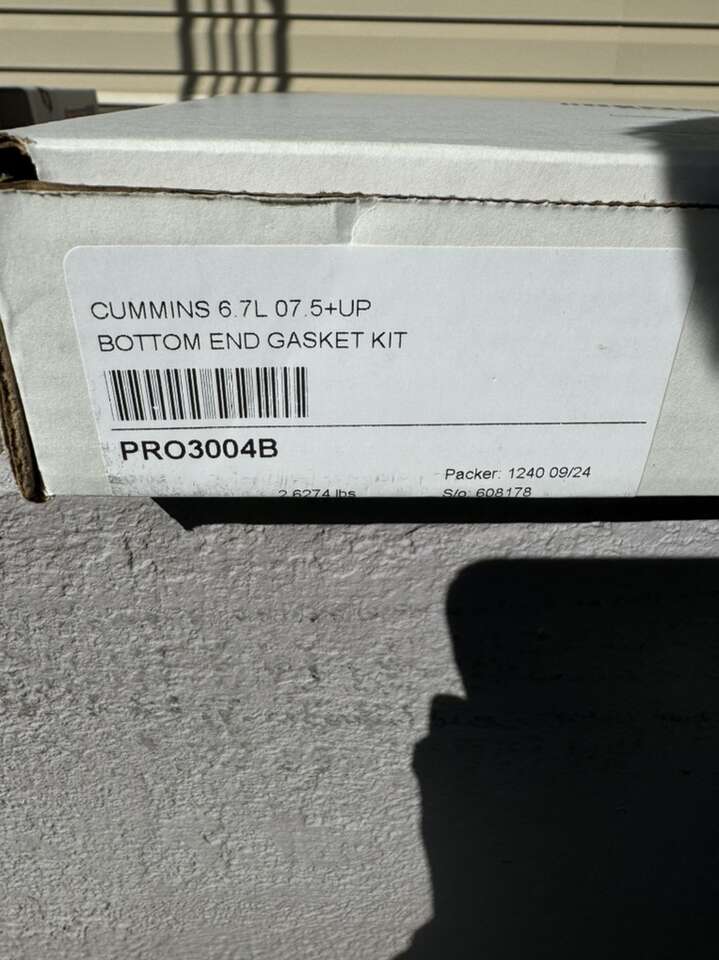 CUMMINS 6.7L 07.5+UP
BOTTOM END GASKET KIT
PRO3004B
Packer: 1240 09/24
2.6274 lbs
S/o: 608178